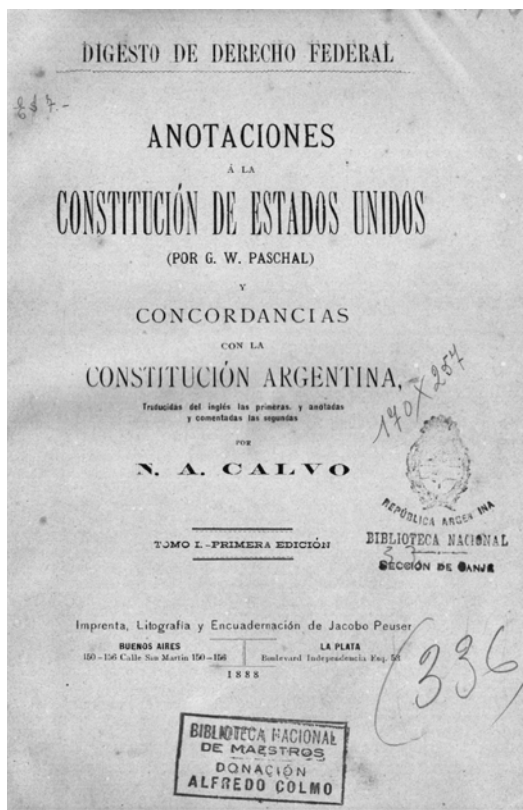 DIGESTO DE DERECHO FEDERAL
ANOTACIONES
Á LA
CONSTITUCIÓN DE ESTADOS UNIDOS
(POR G. W. PASCHAL)
Y
CONCORDANCIAS
CON LA
CONSTITUCIÓN ARGENTINA,
Traducidas del inglés las primeras, y anotadas
y comentadas las segundas
POR
N. A. CALVO
170 X 257
REPÚBLICA ARGENTINA
BIBLIOTECA NACIONAL
SECCIÓN DE CANJE
TOMO I.-PRIMERA EDICIÓN
Imprenta, Litografía y Encuadernación de Jacobo Peuser
BUENOS AIRES
150-156 Calle San Martin 150-156
LA PLATA
Boulevard Independencia Esq. 53
1888
(336
BIBLIOTECA NACIONAL
DE MAESTROS
DONACIÓN
ALFREDO COLMO